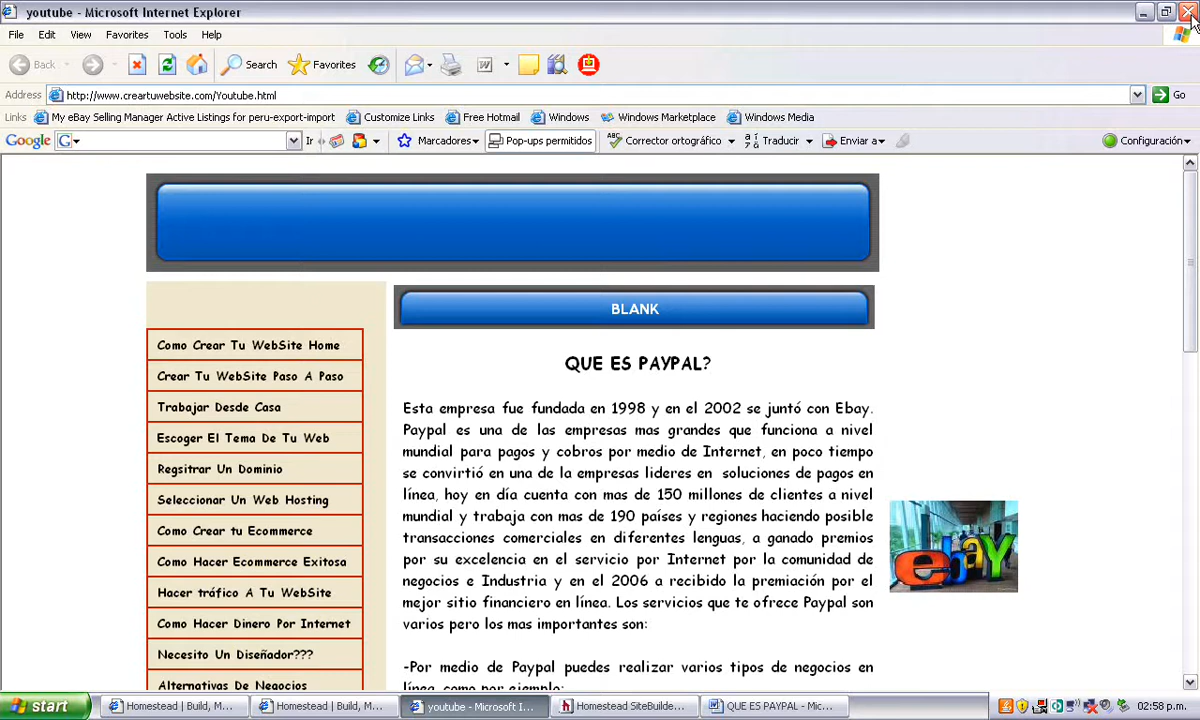 youtube - Microsoft Internet Explorer
File Edit View Favorites Tools Help
Back Search Favorites
Address http://www.creartuwebsite.com/Youtube.html Go
Links My eBay Selling Manager Active Listings for peru-export-import Customize Links Free Hotmail Windows Windows Marketplace Windows Media
Google G Ir Marcadores Pop-ups permitidos Corrector ortográfico Traducir Enviar a Configuración
BLANK
Como Crear Tu WebSite Home
Crear Tu WebSite Paso A Paso
Trabajar Desde Casa
Escoger El Tema De Tu Web
Regsitrar Un Dominio
Seleccionar Un Web Hosting
Como Crear tu Ecommerce
Como Hacer Ecommerce Exitosa
Hacer tráfico A Tu WebSite
Como Hacer Dinero Por Internet
Necesito Un Diseñador???
Alternativas De Negocios
QUE ES PAYPAL?
Esta empresa fue fundada en 1998 y en el 2002 se juntó con Ebay.
Paypal es una de las empresas mas grandes que funciona a nivel
mundial para pagos y cobros por medio de Internet, en poco tiempo
se convirtió en una de la empresas lideres en soluciones de pagos en
línea, hoy en día cuenta con mas de 150 millones de clientes a nivel
mundial y trabaja con mas de 190 países y regiones haciendo posible
transacciones comerciales en diferentes lenguas, a ganado premios
por su excelencia en el servicio por Internet por la comunidad de
negocios e Industria y en el 2006 a recibido la premiación por el
mejor sitio financiero en línea. Los servicios que te ofrece Paypal son
varios pero los mas importantes son:
-Por medio de Paypal puedes realizar varios tipos de negocios en
línea, como por ejemplo:
ebay
start Homestead | Build, M... Homestead | Build, M... youtube - Microsoft I... Homestead SiteBuilde... QUE ES PAYPAL - Mic... 02:58 p.m.